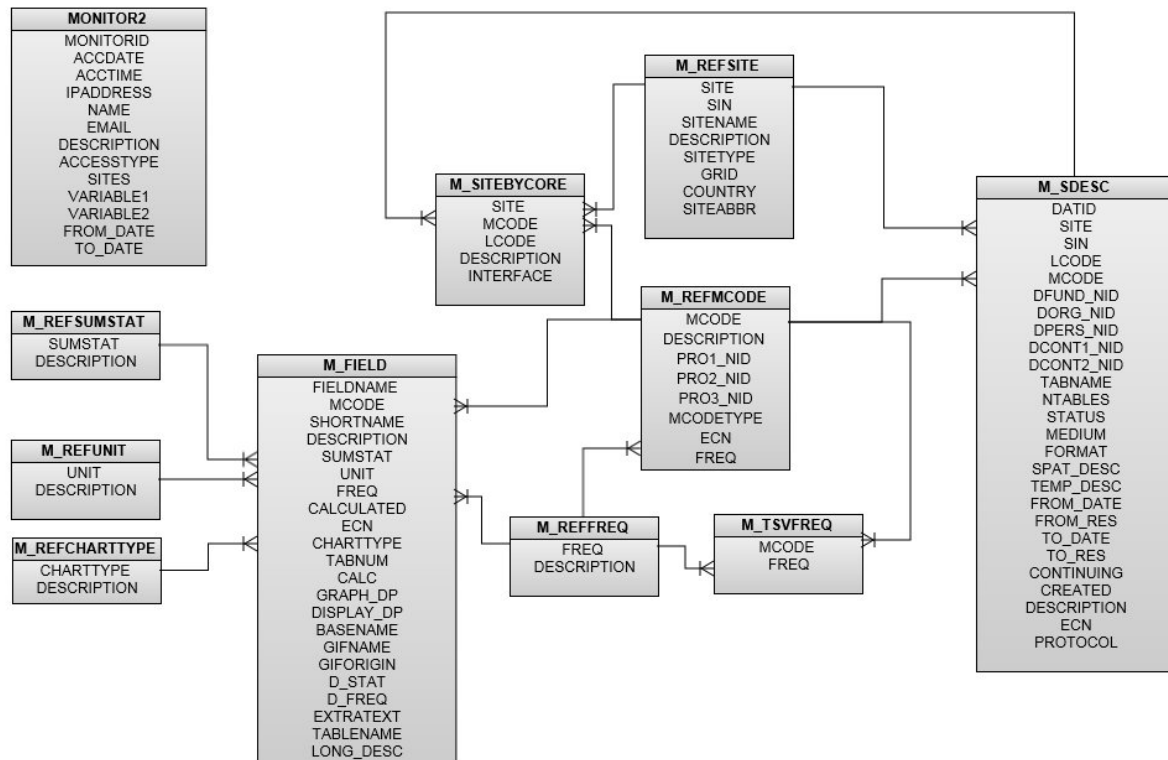 MONITOR2
MONITORID
ACCDATE
ACCTIME
IPADDRESS
NAME
EMAIL
DESCRIPTION
ACCESSTYPE
SITES
VARIABLE1
VARIABLE2
FROM_DATE
TO_DATE
M_REFSITE
SITE
SIN
SITENAME
DESCRIPTION
SITETYPE
GRID
COUNTRY
SITEABBR
M_SITEBYCORE
SITE
MCODE
LCODE
DESCRIPTION
INTERFACE
M_SDESC
DATID
SITE
SIN
LCODE
MCODE
DFUND_NID
DORG_NID
DPERS_NID
DCONT1_NID
DCONT2_NID
TABNAME
NTABLES
STATUS
MEDIUM
FORMAT
SPAT_DESC
TEMP_DESC
FROM_DATE
FROM_RES
TO_DATE
TO_RES
CONTINUING
CREATED
DESCRIPTION
ECN
PROTOCOL
M_REFMCODE
MCODE
DESCRIPTION
PRO1_NID
PRO2_NID
PRO3_NID
MCODETYPE
ECN
FREQ
M_REFSUMSTAT
SUMSTAT
DESCRIPTION
M_REFUNIT
UNIT
DESCRIPTION
M_REFCHARTTYPE
CHARTTYPE
DESCRIPTION
M_FIELD
FIELDNAME
MCODE
SHORTNAME
DESCRIPTION
SUMSTAT
UNIT
FREQ
CALCULATED
ECN
CHARTTYPE
TABNUM
CALC
GRAPH_DP
DISPLAY_DP
BASENAME
GIFNAME
GIFORIGIN
D_STAT
D_FREQ
EXTRATEXT
TABLENAME
LONG_DESC
M_REFFREQ
FREQ
DESCRIPTION
M_TSVFREQ
MCODE
FREQ